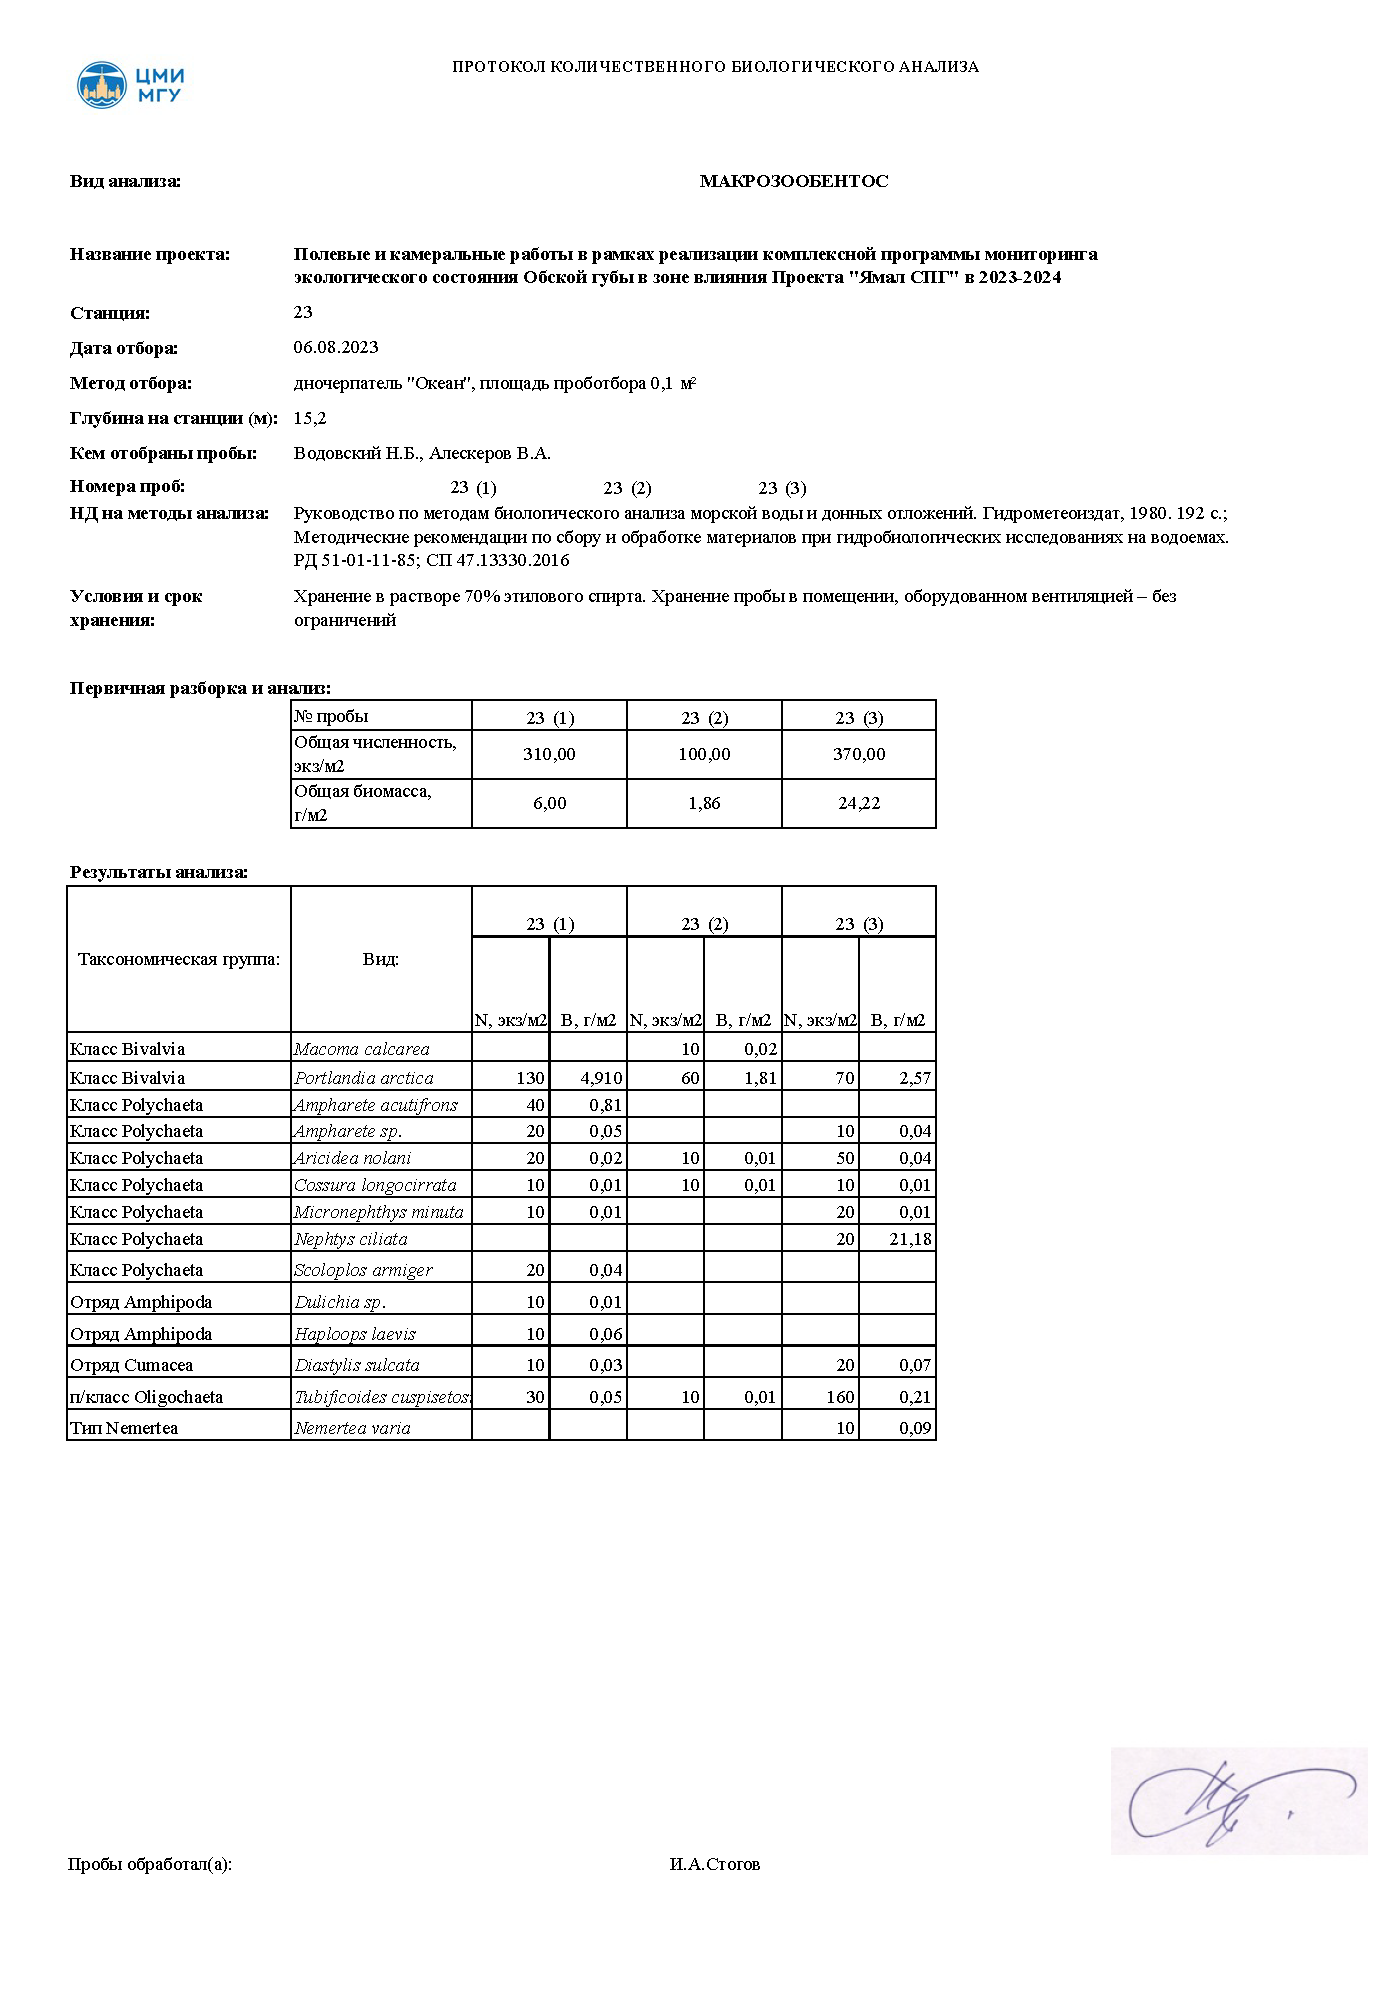 ЦМИ
МГУ
ПРОТОКОЛ КОЛИЧЕСТВЕННОГО БИОЛОГИЧЕСКОГО АНАЛИЗА
Вид анализа: МАКРОЗООБЕНТОС
Название проекта: Полевые и камеральные работы в рамках реализации комплексной программы мониторинга
экологического состояния Обской губы в зоне влияния Проекта "Ямал СПГ" в 2023-2024
Станция: 23
Дата отбора: 06.08.2023
Метод отбора: дночерпатель "Океан", площадь проботбора 0,1 м²
Глубина на станции (м): 15,2
Кем отобраны пробы: Водовский Н.Б., Алескеров В.А.
Номера проб: 23 (1) 23 (2) 23 (3)
НД на методы анализа: Руководство по методам биологического анализа морской воды и донных отложений. Гидрометеоиздат, 1980. 192 с.;
Методические рекомендации по сбору и обработке материалов при гидробиологических исследованиях на водоемах.
РД 51-01-11-85; СП 47.13330.2016
Условия и срок Хранение в растворе 70% этилового спирта. Хранение пробы в помещении, оборудованном вентиляцией – без
хранения: ограничений
Первичная разборка и анализ:
№ пробы 23 (1) 23 (2) 23 (3)
Общая численность,
экз/м2 310,00 100,00 370,00
Общая биомасса,
г/м2 6,00 1,86 24,22
Результаты анализа:
23 (1) 23 (2) 23 (3)
Таксономическая группа: Вид:
N, экз/м2 B, г/м2 N, экз/м2 B, г/м2 N, экз/м2 B, г/м2
Класс Bivalvia Macoma calcarea 10 0,02
Класс Bivalvia Portlandia arctica 130 4,910 60 1,81 70 2,57
Класс Polychaeta Ampharete acutifrons 40 0,81
Класс Polychaeta Ampharete sp. 20 0,05 10 0,04
Класс Polychaeta Aricidea nolani 20 0,02 10 0,01 50 0,04
Класс Polychaeta Cossura longocirrata 10 0,01 10 0,01 10 0,01
Класс Polychaeta Micronephthys minuta 10 0,01 20 0,01
Класс Polychaeta Nephtys ciliata 20 21,18
Класс Polychaeta Scoloplos armiger 20 0,04
Отряд Amphipoda Dulichia sp. 10 0,01
Отряд Amphipoda Haploops laevis 10 0,06
Отряд Cumacea Diastylis sulcata 10 0,03 20 0,07
п/класс Oligochaeta Tubificoides cuspisetos 30 0,05 10 0,01 160 0,21
Тип Nemertea Nemertea varia 10 0,09
Пробы обработал(а): И.А.Стогов